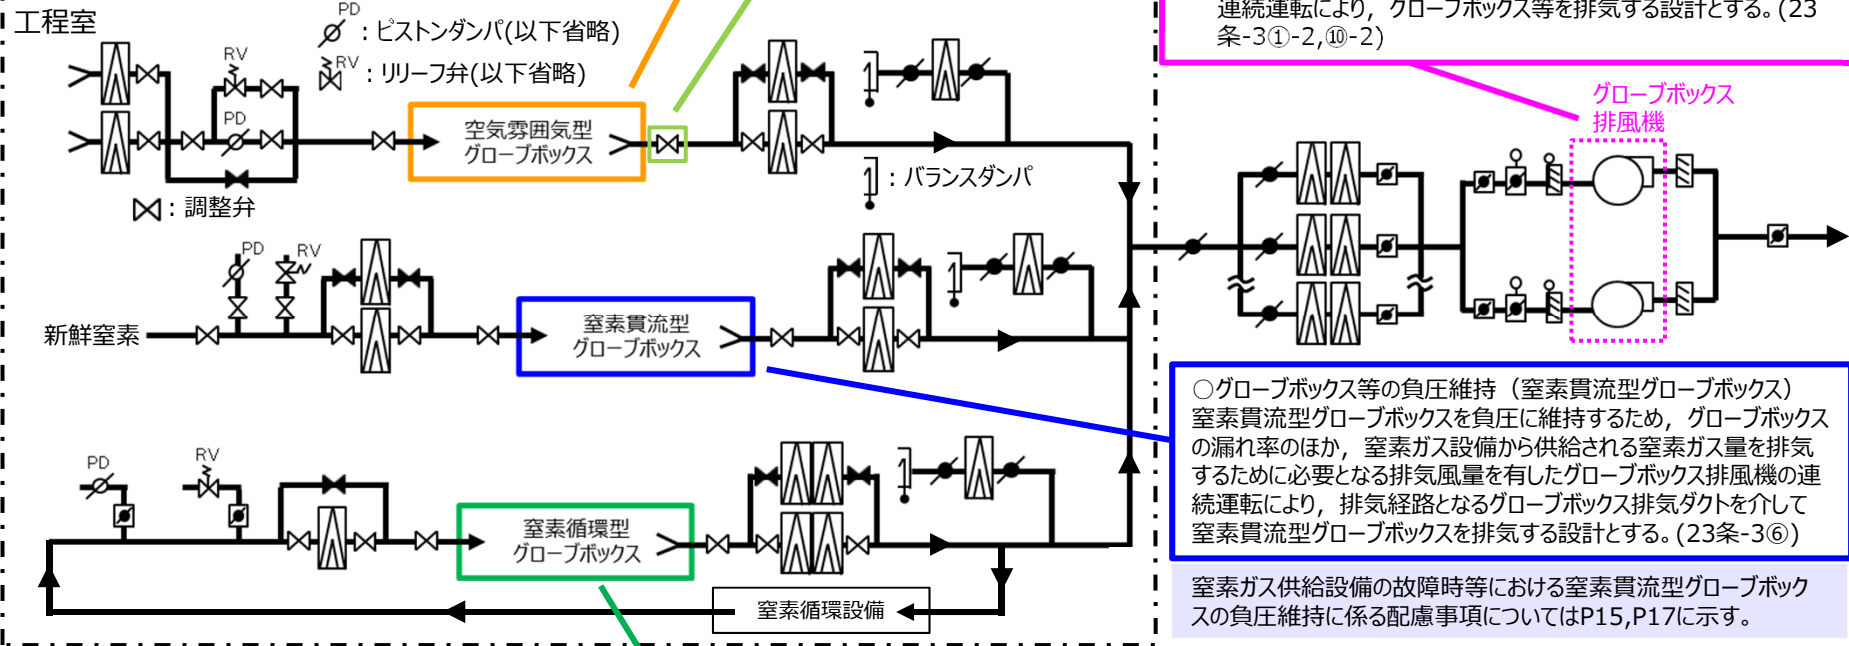 工程室
PD
：ピストンダンパ(以下省略)
RV
：リリーフ弁(以下省略)
RV
PD
空気雰囲気型
グローブボックス
：バランスダンパ
：調整弁
連続運転により，グローブボックス等を排気する設計とする。(23
条-3①-2,⑩-2)
グローブボックス
排風機
PD
RV
新鮮窒素
窒素貫流型
グローブボックス
○グローブボックス等の負圧維持（窒素貫流型グローブボックス）
窒素貫流型グローブボックスを負圧に維持するため，グローブボックス
の漏れ率のほか，窒素ガス設備から供給される窒素ガス量を排気
するために必要となる排気風量を有したグローブボックス排風機の連
続運転により，排気経路となるグローブボックス排気ダクトを介して
窒素貫流型グローブボックスを排気する設計とする。(23条-3⑥)
PD
RV
窒素循環型
グローブボックス
窒素循環設備
窒素ガス供給設備の故障時等における窒素貫流型グローブボック
スの負圧維持に係る配慮事項についてはP15,P17に示す。